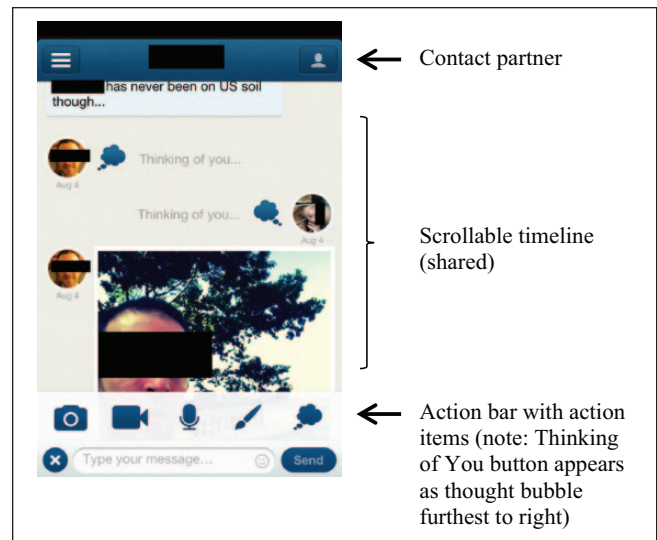 Contact partner
has never been on US soil
though...
Thinking of you...
Aug 4
Thinking of you...
Aug 4
Aug 4
Scrollable timeline
(shared)
Action bar with action
items (note: Thinking
of You button appears
as thought bubble
furthest to right)
Type your message...
Send